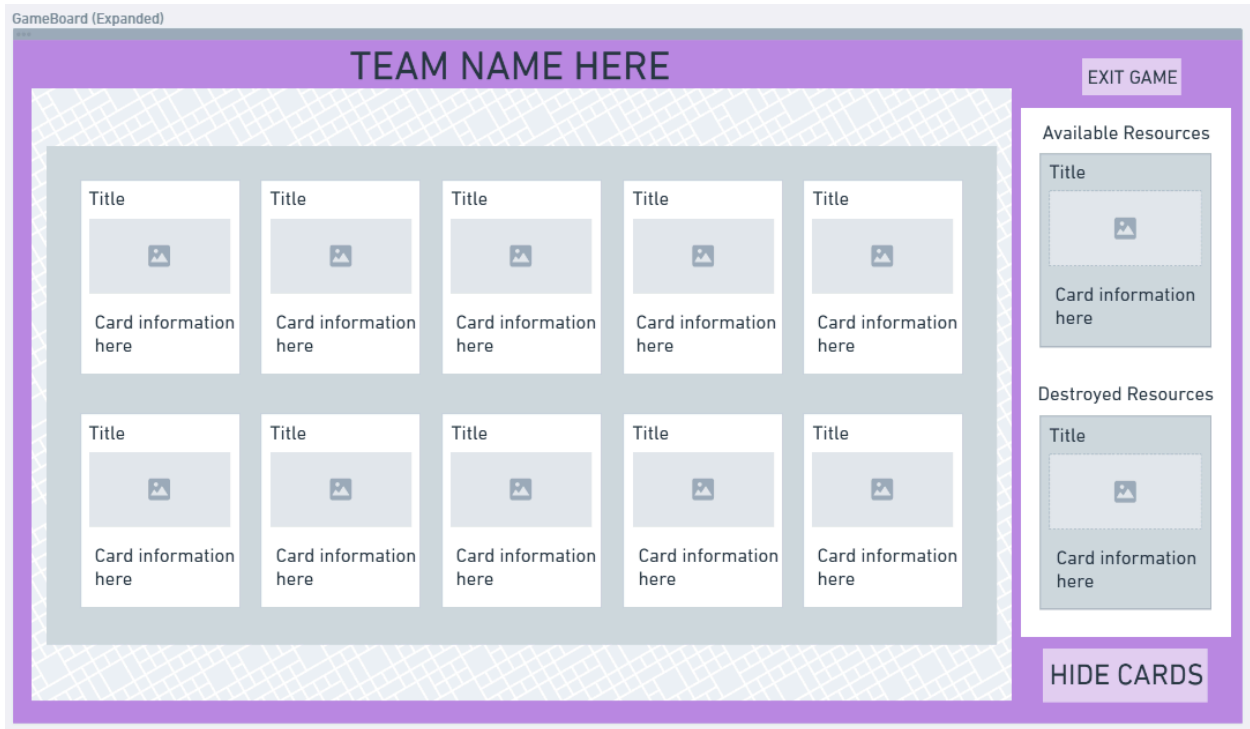 GameBoard (Expanded)
TEAM NAME HERE
EXIT GAME
Title
Card information
here
Title
Card information
here
Title
Card information
here
Title
Card information
here
Title
Card information
here
Title
Card information
here
Title
Card information
here
Title
Card information
here
Title
Card information
here
Title
Card information
here
Available Resources
Title
Card information
here
Destroyed Resources
Title
Card information
here
HIDE CARDS